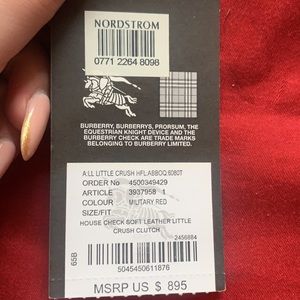 NORDSTROM
0771 2264 8098
BURBERRY, BURBERRYS, PRORSUM, THE
EQUESTRIAN KNIGHT DEVICE AND THE
BURBERRY CHECK ARE TRADE MARKS
BELONGING TO BURBERRY LIMITED.
A:LL LITTLE CRUSH HFL:ABBOQ:6080T
ORDER No 4500349429
ARTICLE 3937958 1
COLOUR MILITARY RED
SIZE/FIT
HOUSE CHECK SOFT LEATHER LITTLE
CRUSH CLUTCH
2456884
65B
5045450611876
MSRP US $ 895